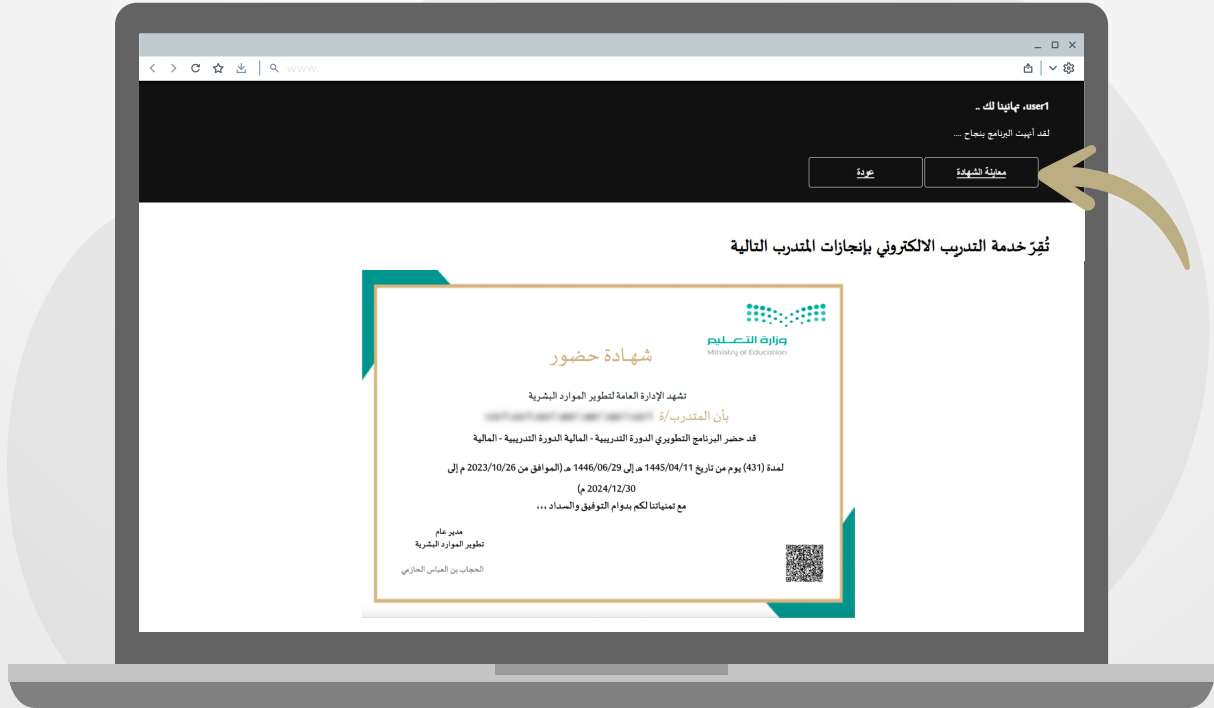 www.
user1، تهانينا لك ..
لقد أنهيت البرنامج بنجاح ....
معاينة الشهادة
عودة
تُقِرّ خدمة التدريب الالكتروني بإنجازات المتدرب التالية
وزارة التعليم
Ministry of Education
شهادة حضور
تشهد الإدارة العامة لتطوير الموارد البشرية
بأن المتدرب/ة
قد حضر البرنامج التطويري الدورة التدريبية - المالية الدورة التدريبية - المالية
لمدة (431) يوم من تاريخ 1445/04/11 هـ إلى 1446/06/29 هـ (الموافق من 2023/10/26 م إلى
2024/12/30 م)
مع تمنياتنا لكم بدوام التوفيق والسداد ،،،
مدير عام
تطوير الموارد البشرية
الحجاب بن العباس الحازمي